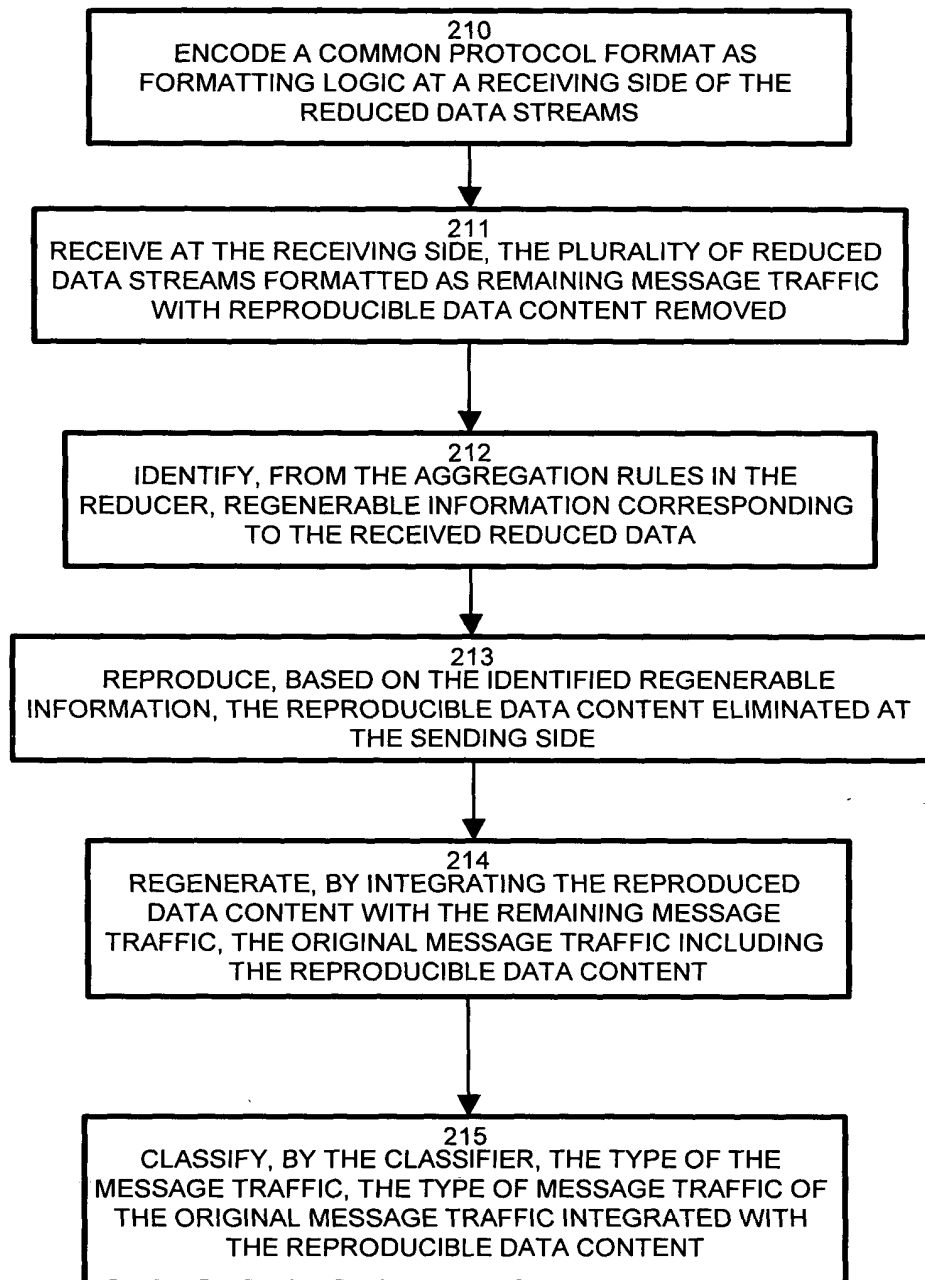 210
ENCODE A COMMON PROTOCOL FORMAT AS
FORMATTING LOGIC AT A RECEIVING SIDE OF THE
REDUCED DATA STREAMS
211
RECEIVE AT THE RECEIVING SIDE, THE PLURALITY OF REDUCED
DATA STREAMS FORMATTED AS REMAINING MESSAGE TRAFFIC
WITH REPRODUCIBLE DATA CONTENT REMOVED
212
IDENTIFY, FROM THE AGGREGATION RULES IN THE
REDUCER, REGENERABLE INFORMATION CORRESPONDING
TO THE RECEIVED REDUCED DATA
213
REPRODUCE, BASED ON THE IDENTIFIED REGENERABLE
INFORMATION, THE REPRODUCIBLE DATA CONTENT ELIMINATED AT
THE SENDING SIDE
214
REGENERATE, BY INTEGRATING THE REPRODUCED
DATA CONTENT WITH THE REMAINING MESSAGE
TRAFFIC, THE ORIGINAL MESSAGE TRAFFIC INCLUDING
THE REPRODUCIBLE DATA CONTENT
215
CLASSIFY, BY THE CLASSIFIER, THE TYPE OF THE
MESSAGE TRAFFIC, THE TYPE OF MESSAGE TRAFFIC OF
THE ORIGINAL MESSAGE TRAFFIC INTEGRATED WITH
THE REPRODUCIBLE DATA CONTENT